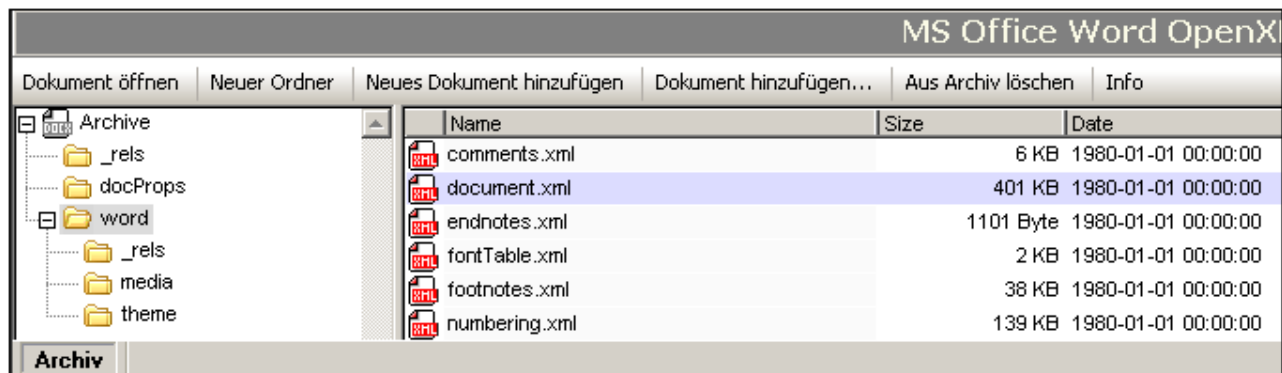 MS Office Word OpenX
Dokument öffnen Neuer Ordner Neues Dokument hinzufügen Dokument hinzufügen... Aus Archiv löschen Info
Archive
_rels
docProps
word
_rels
media
theme
Name Size Date
comments.xml 6 KB 1980-01-01 00:00:00
document.xml 401 KB 1980-01-01 00:00:00
endnotes.xml 1101 Byte 1980-01-01 00:00:00
fontTable.xml 2 KB 1980-01-01 00:00:00
footnotes.xml 38 KB 1980-01-01 00:00:00
numbering.xml 139 KB 1980-01-01 00:00:00
Archiv